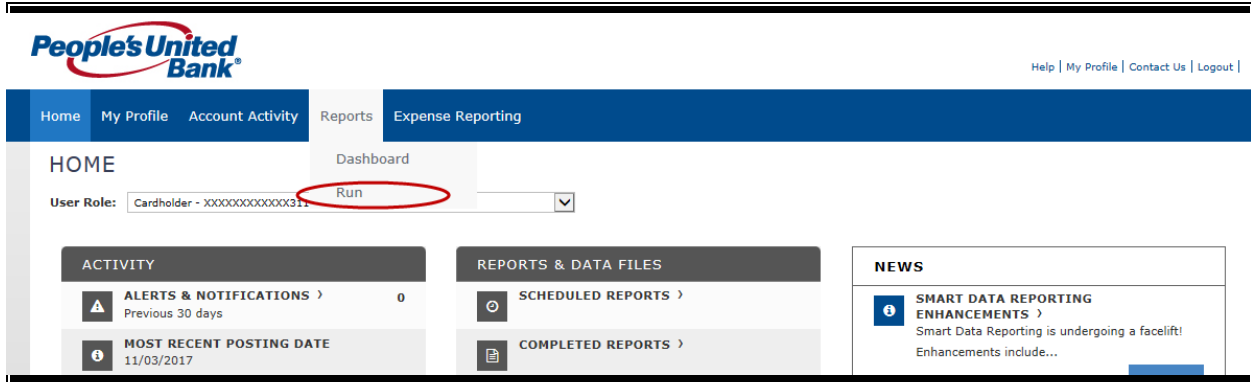 People's United
Bank®
Help | My Profile | Contact Us | Logout |
Home My Profile Account Activity Reports Expense Reporting
Dashboard
Run
HOME
User Role: Cardholder - XXXXXXXXXXXX311
ACTIVITY
ALERTS & NOTIFICATIONS › 0
Previous 30 days
MOST RECENT POSTING DATE
11/03/2017
REPORTS & DATA FILES
SCHEDULED REPORTS ›
COMPLETED REPORTS ›
NEWS
SMART DATA REPORTING
ENHANCEMENTS ›
Smart Data Reporting is undergoing a facelift!
Enhancements include...